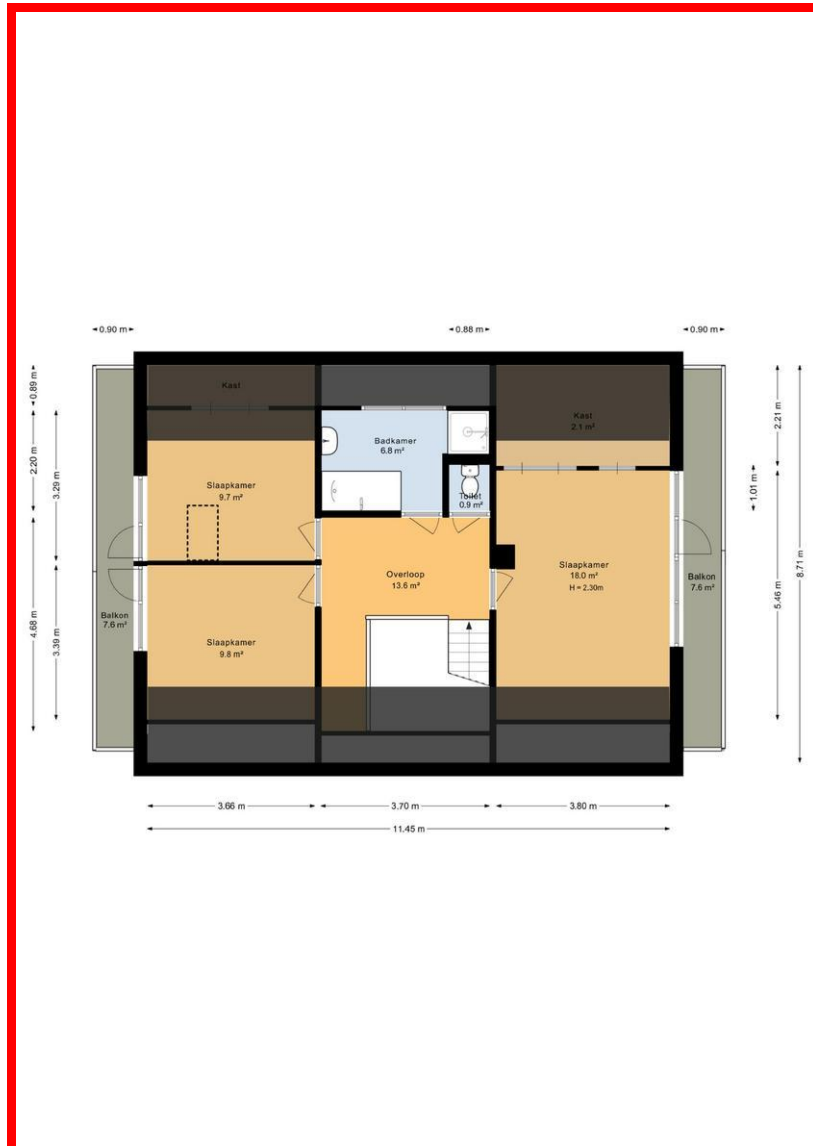 0.90 m
0.88 m
0.90 m
0.89 m
2.20 m
3.29 m
4.68 m
3.39 m
Kast
Slaapkamer
9.7 m²
Badkamer
6.8 m²
Toilet
0.9 m²
Kast
2.1 m²
Overloop
13.6 m²
Slaapkamer
18.0 m²
H = 2.30m
Balkon
7.6 m²
Balkon
7.6 m²
Slaapkamer
9.8 m²
2.21 m
1.01 m
5.46 m
8.71 m
3.66 m
3.70 m
3.80 m
11.45 m